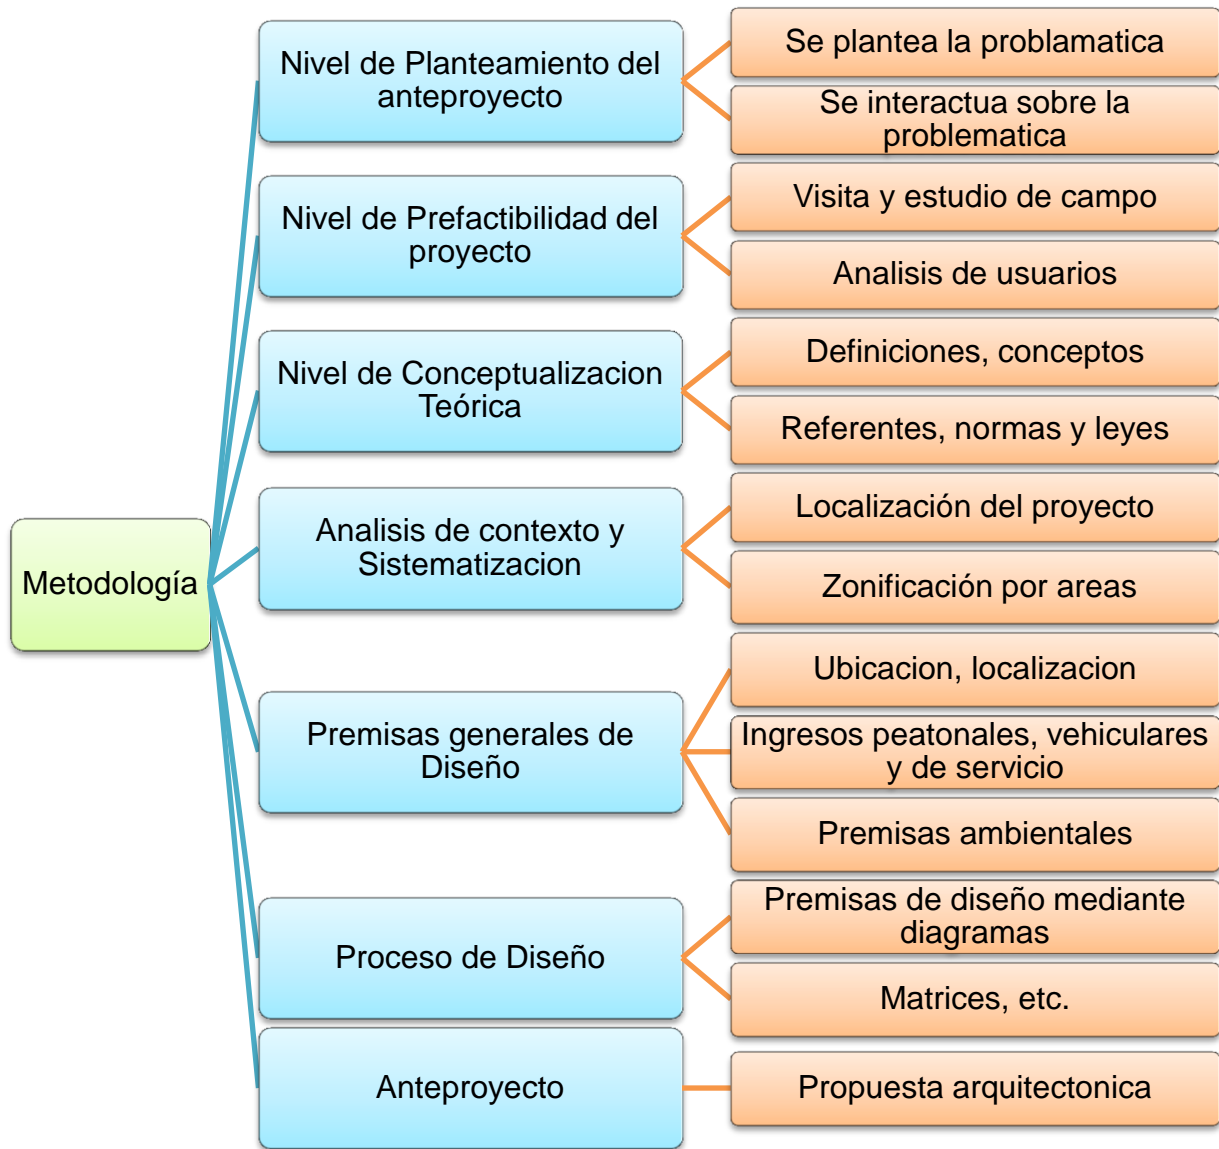 Metodología
Nivel de Planteamiento del
anteproyecto
Se plantea la problamatica
Se interactua sobre la
problematica
Nivel de Prefactibilidad del
proyecto
Visita y estudio de campo
Analisis de usuarios
Nivel de Conceptualizacion
Teórica
Definiciones, conceptos
Referentes, normas y leyes
Analisis de contexto y
Sistematizacion
Localización del proyecto
Zonificación por areas
Premisas generales de
Diseño
Ubicacion, localizacion
Ingresos peatonales, vehiculares
y de servicio
Premisas ambientales
Proceso de Diseño
Premisas de diseño mediante
diagramas
Matrices, etc.
Anteproyecto
Propuesta arquitectonica